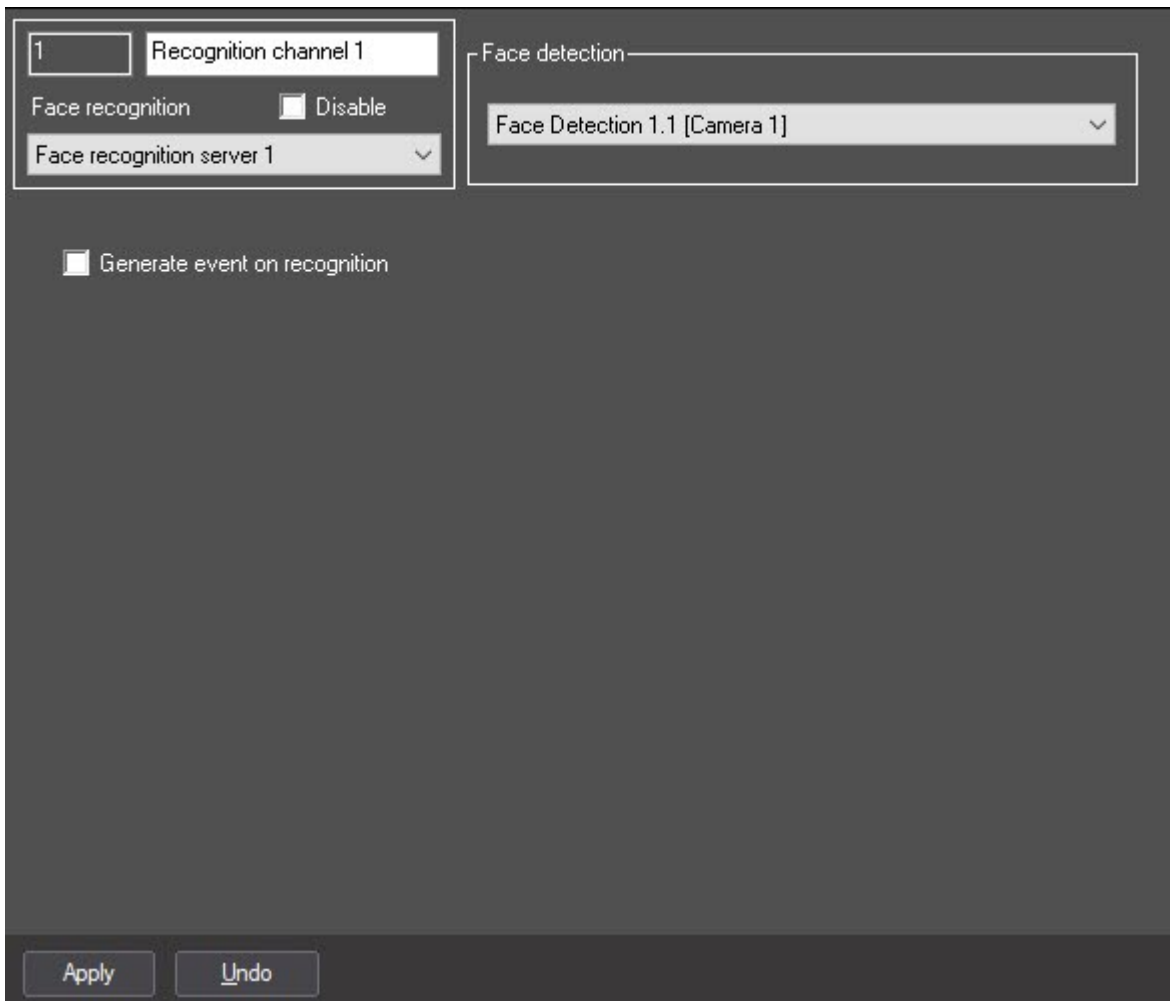 1
Recognition channel 1
Face recognition
Disable
Face recognition server 1
Face detection
Face Detection 1.1 [Camera 1]
Generate event on recognition
Apply
Undo